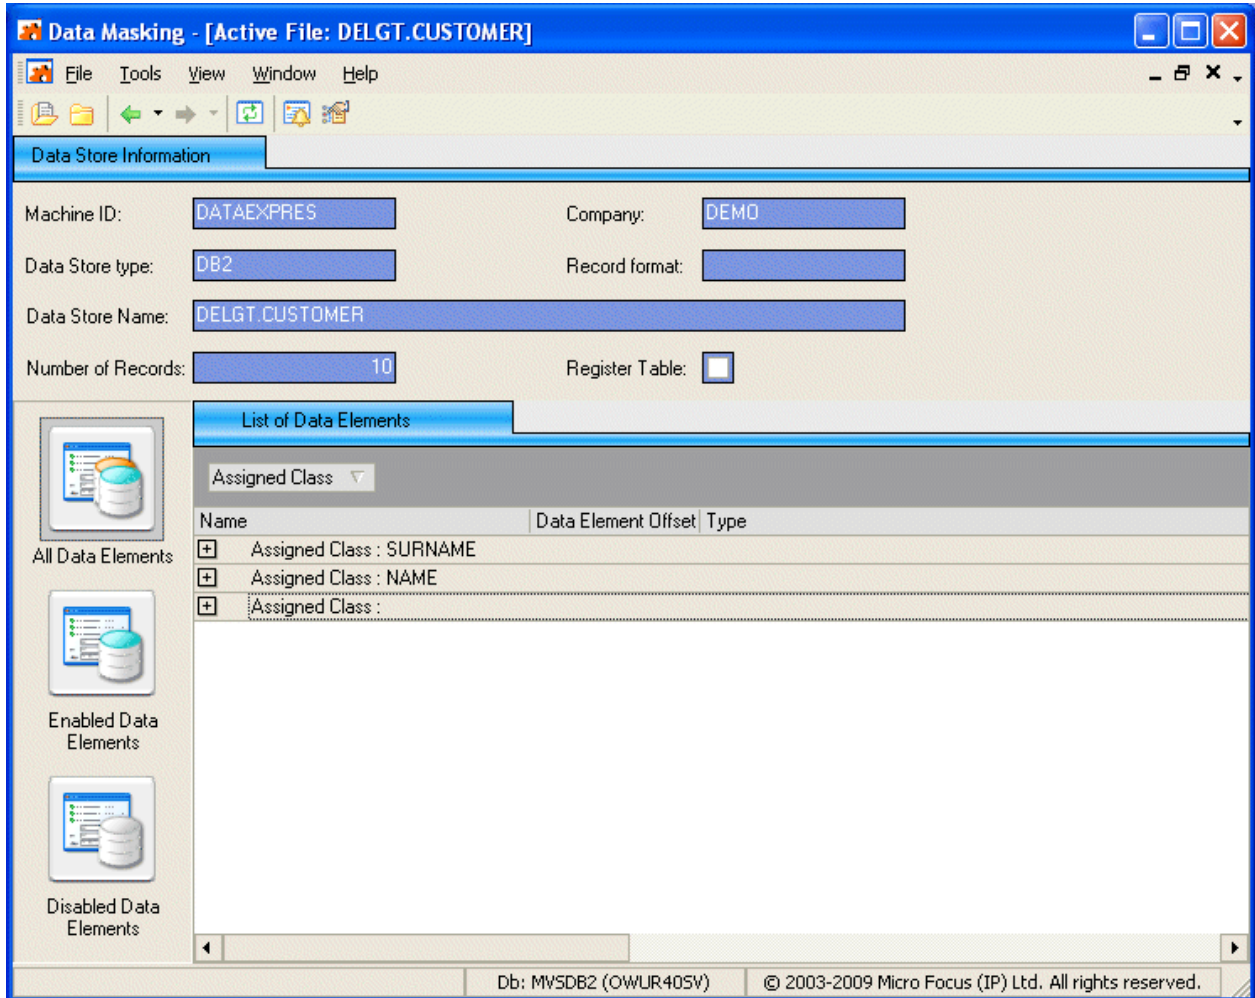 Data Masking - [Active File: DELGT.CUSTOMER]
File Tools View Window Help
Data Store Information
Machine ID: DATAEXPRES Company: DEMO
Data Store type: DB2 Record format:
Data Store Name: DELGT.CUSTOMER
Number of Records: 10 Register Table:
List of Data Elements
Assigned Class
Name Data Element Offset Type
All Data Elements
Assigned Class : SURNAME
Assigned Class : NAME
Assigned Class :
Enabled Data
Elements
Disabled Data
Elements
Db: MVSDB2 (OWUR40SV) © 2003-2009 Micro Focus (IP) Ltd. All rights reserved.